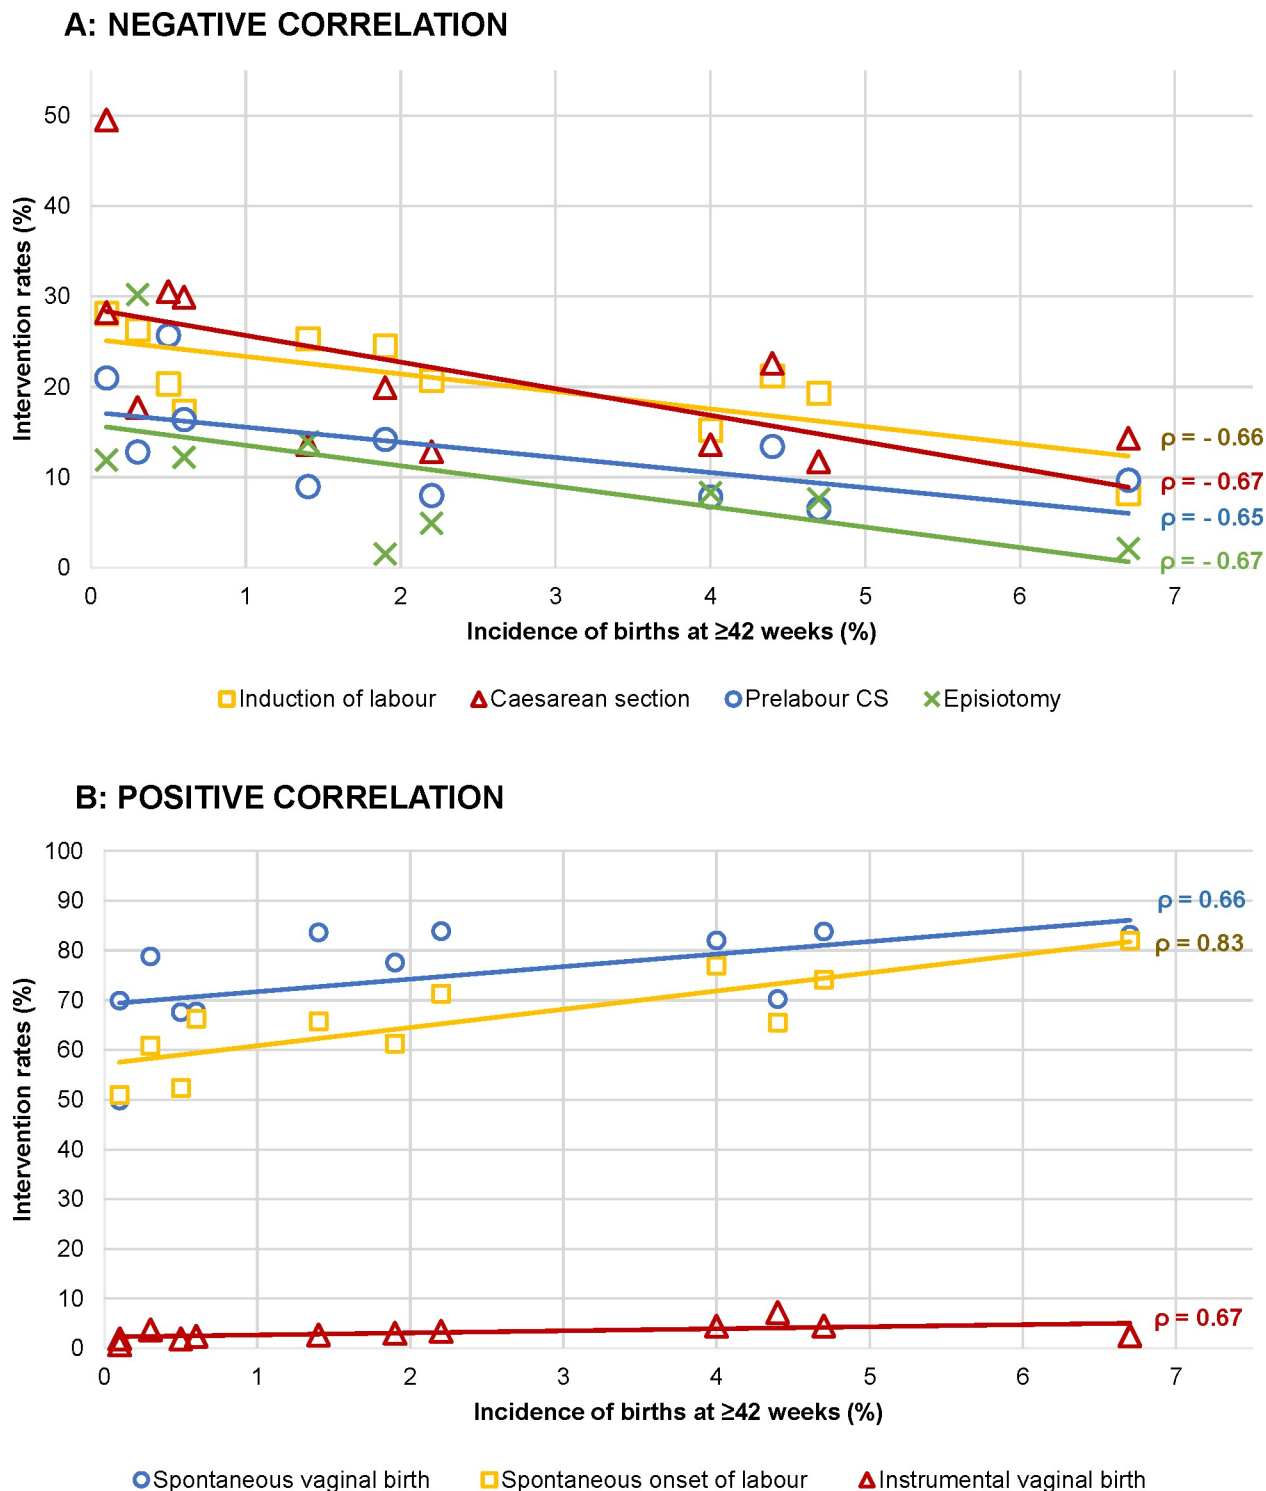 A: NEGATIVE CORRELATION
50
40
30
20
10
0
Intervention rates (%)
ρ = - 0.66
ρ = - 0.67
ρ = - 0.65
ρ = - 0.67
0 1 2 3 4 5 6 7
Incidence of births at ≥42 weeks (%)
Induction of labour Caesarean section Prelabour CS Episiotomy
B: POSITIVE CORRELATION
100
90
80
70
60
50
40
30
20
10
0
Intervention rates (%)
ρ = 0.66
ρ = 0.83
ρ = 0.67
0 1 2 3 4 5 6 7
Incidence of births at ≥42 weeks (%)
Spontaneous vaginal birth Spontaneous onset of labour Instrumental vaginal birth